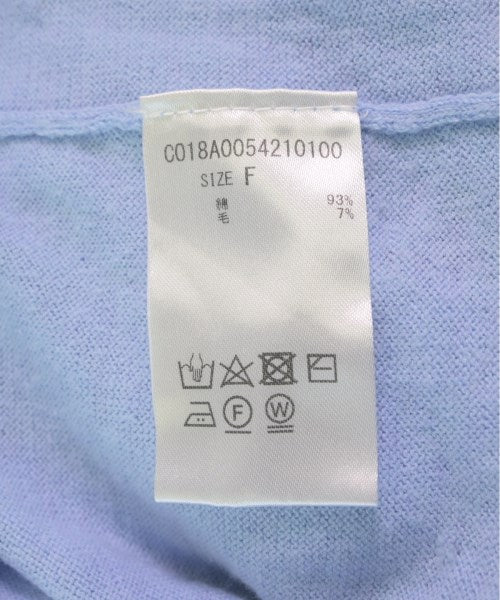 C018A0054210100
SIZE F
綿 93%
毛 7%
F W